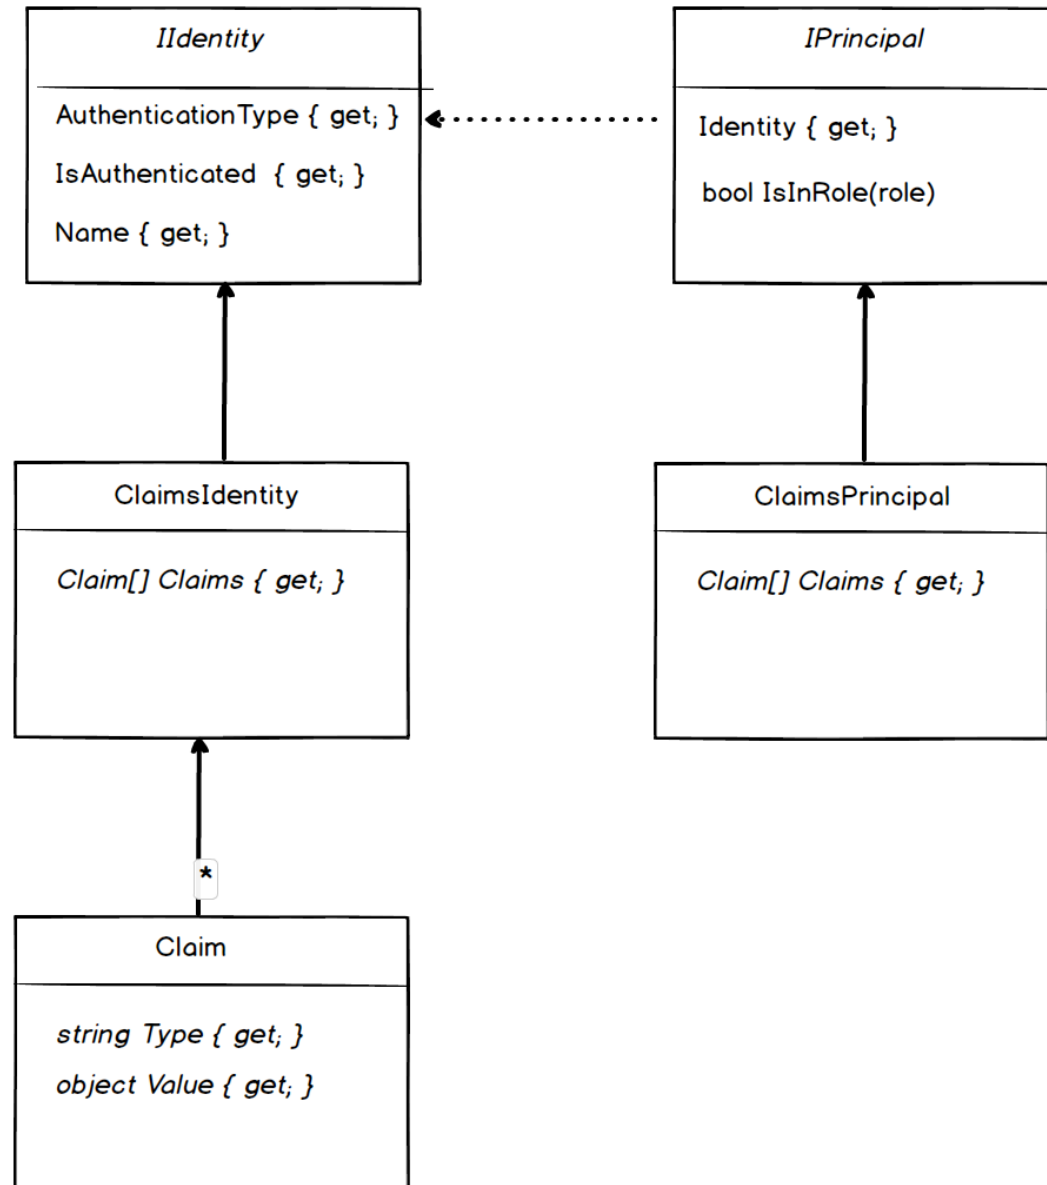 IIdentity
AuthenticationType { get; }
IsAuthenticated { get; }
Name { get; }
IPrincipal
Identity { get; }
bool IsInRole(role)
ClaimsIdentity
Claim[] Claims { get; }
ClaimsPrincipal
Claim[] Claims { get; }
*
Claim
string Type { get; }
object Value { get; }